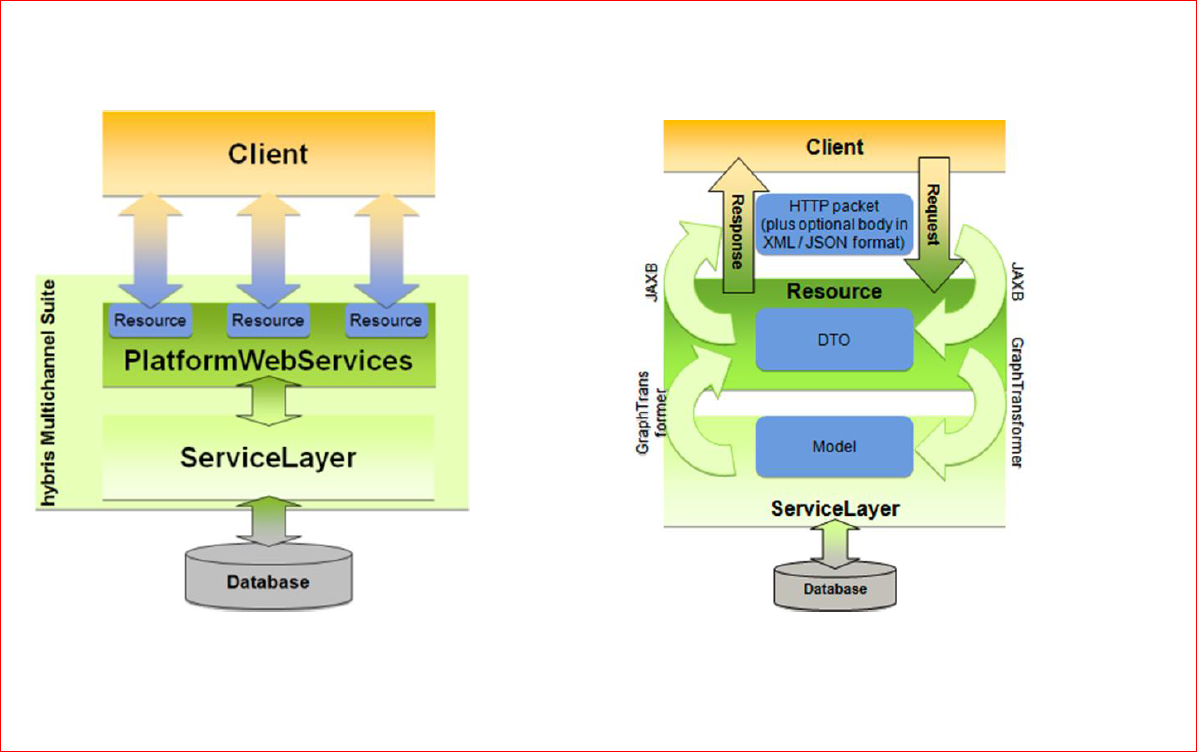 Client
hybris Multichannel Suite
Resource
Resource
Resource
PlatformWebServices
ServiceLayer
Database
Client
Response
HTTP packet
(plus optional body in
XML / JSON format)
Request
JAXB
JAXB
Resource
DTO
GraphTrans
former
GraphTransformer
Model
ServiceLayer
Database